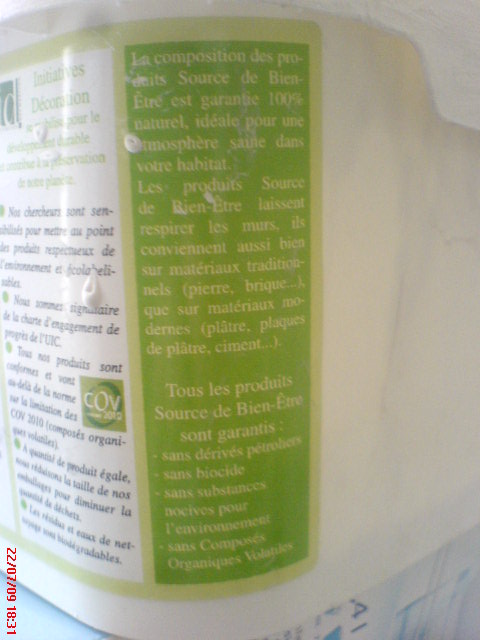 Initiatives
Décoration
pour le
développement durable
contribue à la préservation
de notre planète.
Nos chercheurs sont sen-
sibilisés pour mettre au point
des produits respectueux de
l'environnement et écolabeli-
sables.
Nous sommes signataire
de la charte d'engagement de
progrès de l'UIC.
Tous nos produits sont
conformes et vont
au-delà de la norme
sur la limitation des
COV 2010 (composés organi-
ques volatiles).
COV
2010
A quantité de produit égale,
nous réduisons la taille de nos
emballages pour diminuer la
quantité de déchets.
Les résidus et eaux de net-
toyage sont biodégradables.
La composition des pro-
duits Source de Bien-
Être est garantie 100%
naturel, idéale pour une
atmosphère saine dans
votre habitat.
Les produits Source
de Bien-Être laissent
respirer les murs, ils
conviennent aussi bien
sur matériaux tradition-
nels (pierre, brique...),
que sur matériaux mo-
dernes (plâtre, plaques
de plâtre, ciment...).
Tous les produits
Source de Bien-Être
sont garantis :
- sans dérivés pétroliers
- sans biocide
- sans substances
nocives pour
l'environnement
- sans Composés
Organiques Volatiles
22/07/09 18:31